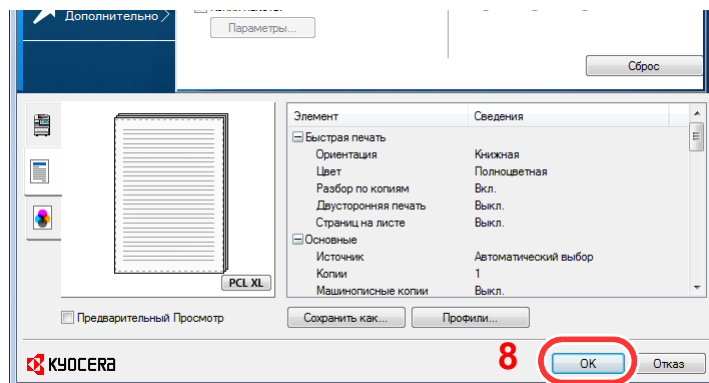 Дополнительно
Параметры...
Сброс
Элемент Сведения
Быстрая печать
Ориентация Книжная
Цвет Полноцветная
Разбор по копиям Вкл.
Двусторонняя печать Выкл.
Страниц на листе Выкл.
Основные
Источник Автоматический выбор
Копии 1
Машинописные копии Выкл.
PCL XL
Предварительный Просмотр
Сохранить как... Профили...
KYOCERA
8 OK Отказ